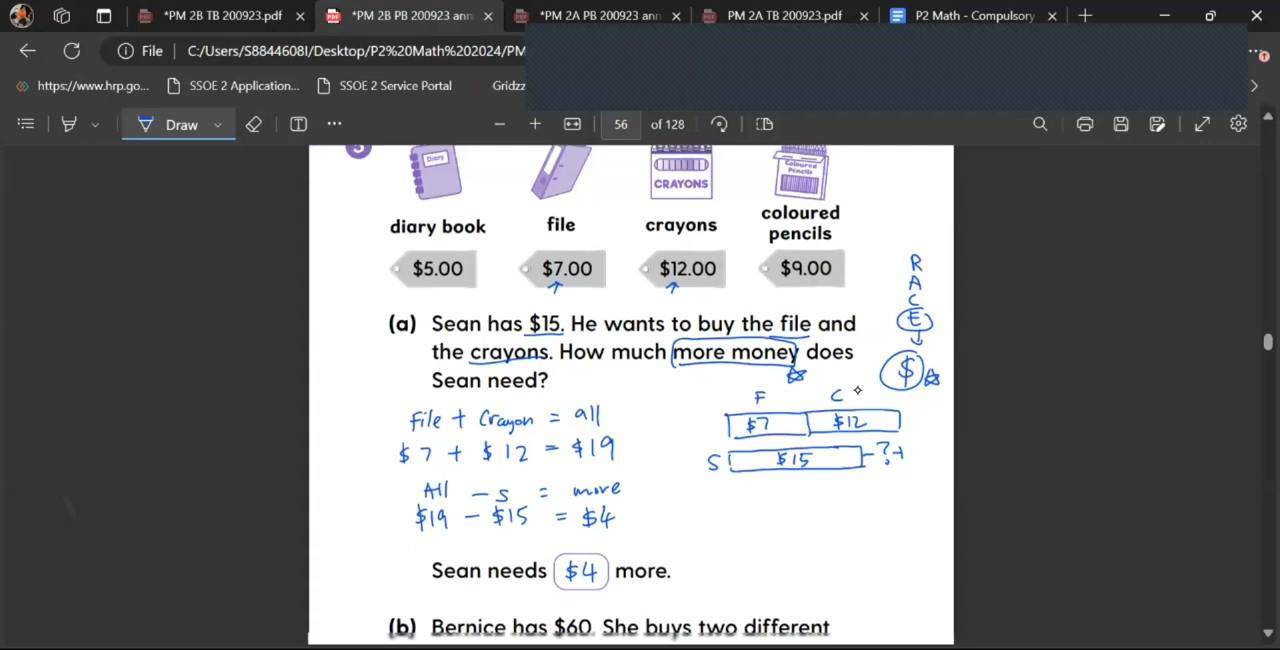 *PM 2B TB 200923.pdf
*PM 2B PB 200923 ann
*PM 2A PB 200923 ann
PM 2A TB 200923.pdf
P2 Math - Compulsory
File
C:/Users/S8844608I/Desktop/P2%20Math%202024/PM
https://www.hrp.go...
SSOE 2 Application...
SSOE 2 Service Portal
Gridzz
Draw
56 of 128
Diary
CRAYONS
Coloured Pencils
diary book
file
crayons
coloured pencils
$5.00
$7.00
$12.00
$9.00
R
A
C
E
$
(a) Sean has $15. He wants to buy the file and
the crayons. How much more money does
Sean need?
File + Crayon = all
$7 + $12 = $19
All - S = more
$19 - $15 = $4
F C
$7 $12
S $15 ?
Sean needs $4 more.
(b) Bernice has $60. She buys two different